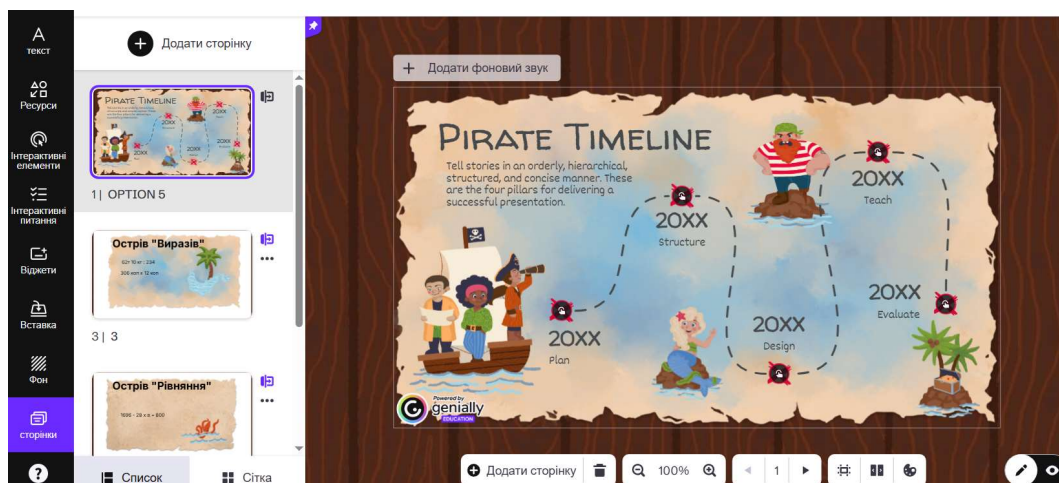 текст
Ресурси
Інтерактивні
елементи
Інтерактивні
питання
Віджети
Вставка
Фон
сторінки
?
Додати сторінку
PIRATE TIMELINE
1| OPTION 5
Острів "Виразів"
3| 3
Острів "Рівняння"
Список
Сітка
+ Додати фоновий звук
PIRATE TIMELINE
Tell stories in an orderly, hierarchical,
structured, and concise manner. These
are the four pillars for delivering a
successful presentation.
20XX
Plan
20XX
Structure
20XX
Design
20XX
Teach
20XX
Evaluate
Powered by
genially
EDUCATION
Додати сторінку
100%
1